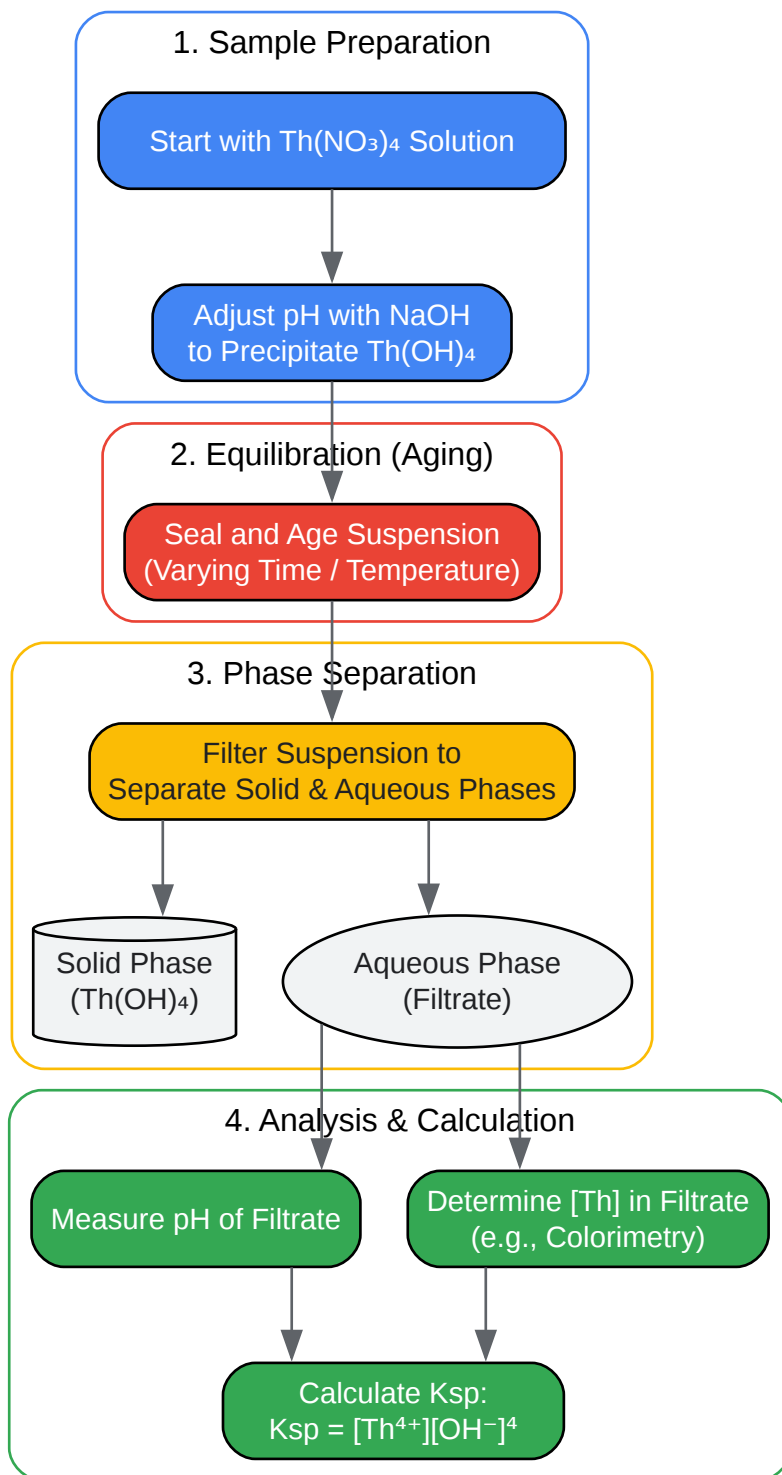 1. Sample Preparation
Start with Th(NO₃)₄ Solution
Adjust pH with NaOH
to Precipitate Th(OH)₄
2. Equilibration (Aging)
Seal and Age Suspension
(Varying Time / Temperature)
3. Phase Separation
Filter Suspension to
Separate Solid & Aqueous Phases
Solid Phase
(Th(OH)₄)
Aqueous Phase
(Filtrate)
4. Analysis & Calculation
Measure pH of Filtrate
Determine [Th] in Filtrate
(e.g., Colorimetry)
Calculate Ksp:
Ksp = [Th⁴⁺][OH⁻]⁴